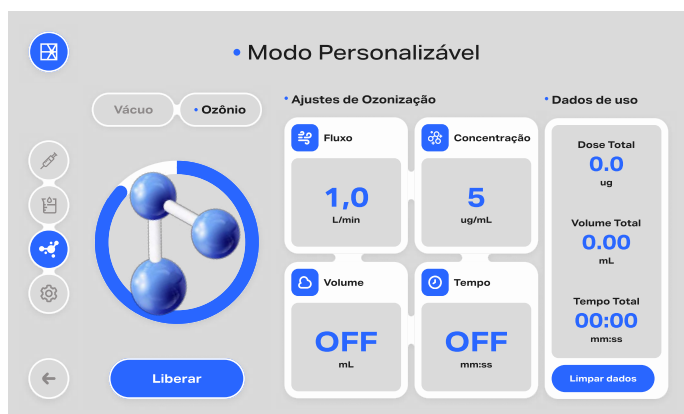 Modo Personalizável
Vácuo
Ozônio
Liberar
Ajustes de Ozonização
Fluxo
1,0
L/min
Concentração
5
ug/mL
Volume
OFF
mL
Tempo
OFF
mm:ss
Dados de uso
Dose Total
0.0
ug
Volume Total
0.00
mL
Tempo Total
00:00
mm:ss
Limpar dados